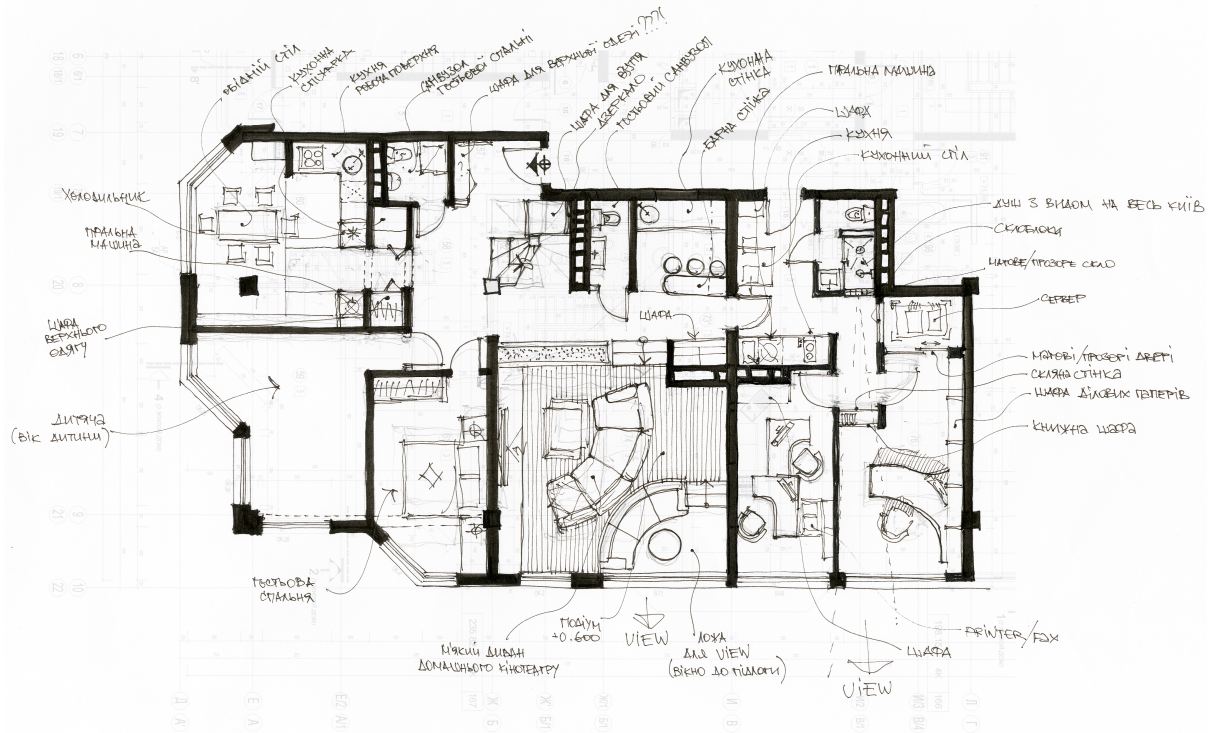 ОБІДНІЙ СТІЛ
КУХОННА
КУХНЯ
РОБОЧА ПОВЕРХНЯ
САНВУЗОЛ
ГОСТЬОВОЇ СПАЛЬНІ
ШАФА ДЛЯ ВЕРХНЬОЇ ОДЕЖІ ???!
ШАФА ДЛЯ ВЗУТТЯ
ДЗЕРКАЛО
ГОСТЬОВИЙ САНВУЗОЛ
КУХОННА
СТІНКА
БАРНА СТІЙКА
ПРАЛЬНА МАШИНА
ШАФА
КУХНЯ
КУХОННИЙ СТІЛ
ДУШ З ВИДОМ НА ВЕСЬ КИЇВ
СКЛОБЛОКИ
МАТОВЕ/ПРОЗОРЕ СКЛО
СЕРВЕР
МАТОВІ/ПРОЗОРІ ДВЕРІ
СКЛЯНА СТІНКА
ШАФА ДІЛОВИХ ПАПЕРІВ
КНИЖНА ШАФА
ХОЛОДИЛЬНИК
ПРАЛЬНА
МАШИНА
ШАФА
ВЕРХНЬОГО
ОДЯГУ
ШАФА
ДИТЯЧА
(ВІК ДИТИНИ)
ГОСТЬОВА
СПАЛЬНЯ
М'ЯКИЙ ДИВАН
ДОМАШНЬОГО КІНОТЕАТРУ
ПОДІУМ
+0.600
VIEW
ЛОЖА
ДЛЯ VIEW
(ВІКНО ДО ПІДЛОГИ)
VIEW
ШАФА
PRINTER/FAX